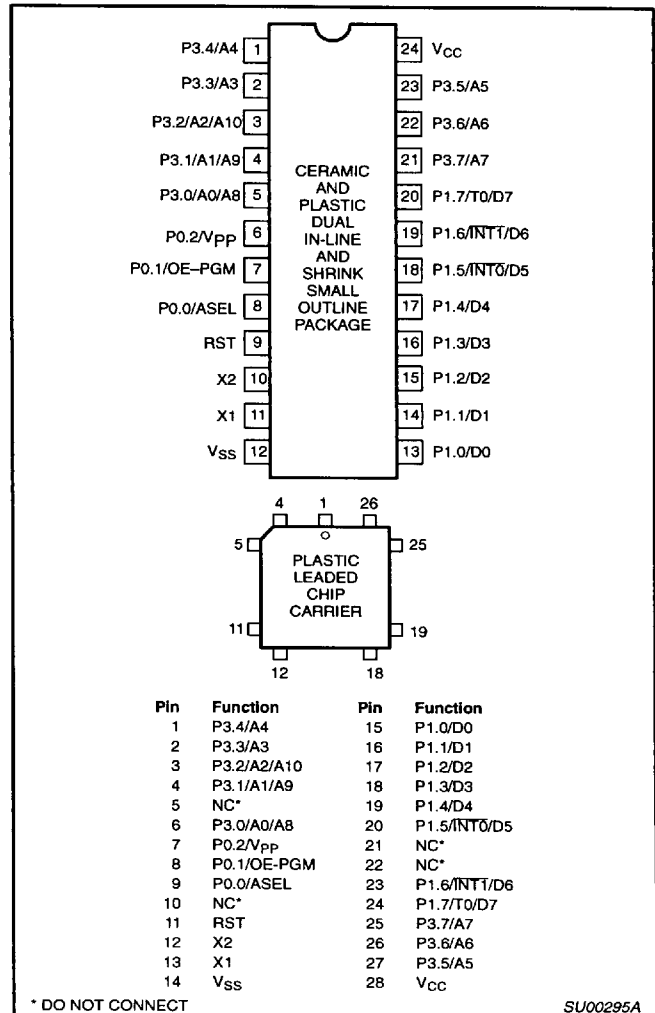 P3.4/A4 1 24 VCC
P3.3/A3 2 23 P3.5/A5
P3.2/A2/A10 3 22 P3.6/A6
P3.1/A1/A9 4 21 P3.7/A7
P3.0/A0/A8 5 20 P1.7/T0/D7
P0.2/VPP 6 19 P1.6/INT1/D6
P0.1/OE–PGM 7 18 P1.5/INT0/D5
P0.0/ASEL 8 17 P1.4/D4
RST 9 16 P1.3/D3
X2 10 15 P1.2/D2
X1 11 14 P1.1/D1
VSS 12 13 P1.0/D0
CERAMIC
AND
PLASTIC
DUAL
IN-LINE
AND
SHRINK
SMALL
OUTLINE
PACKAGE
4 1 26
5 25
PLASTIC
LEADED
CHIP
CARRIER
11 19
12 18
Pin Function Pin Function
1 P3.4/A4 15 P1.0/D0
2 P3.3/A3 16 P1.1/D1
3 P3.2/A2/A10 17 P1.2/D2
4 P3.1/A1/A9 18 P1.3/D3
5 NC* 19 P1.4/D4
6 P3.0/A0/A8 20 P1.5/INT0/D5
7 P0.2/VPP 21 NC*
8 P0.1/OE-PGM 22 NC*
9 P0.0/ASEL 23 P1.6/INT1/D6
10 NC* 24 P1.7/T0/D7
11 RST 25 P3.7/A7
12 X2 26 P3.6/A6
13 X1 27 P3.5/A5
14 VSS 28 VCC
* DO NOT CONNECT SU00295A